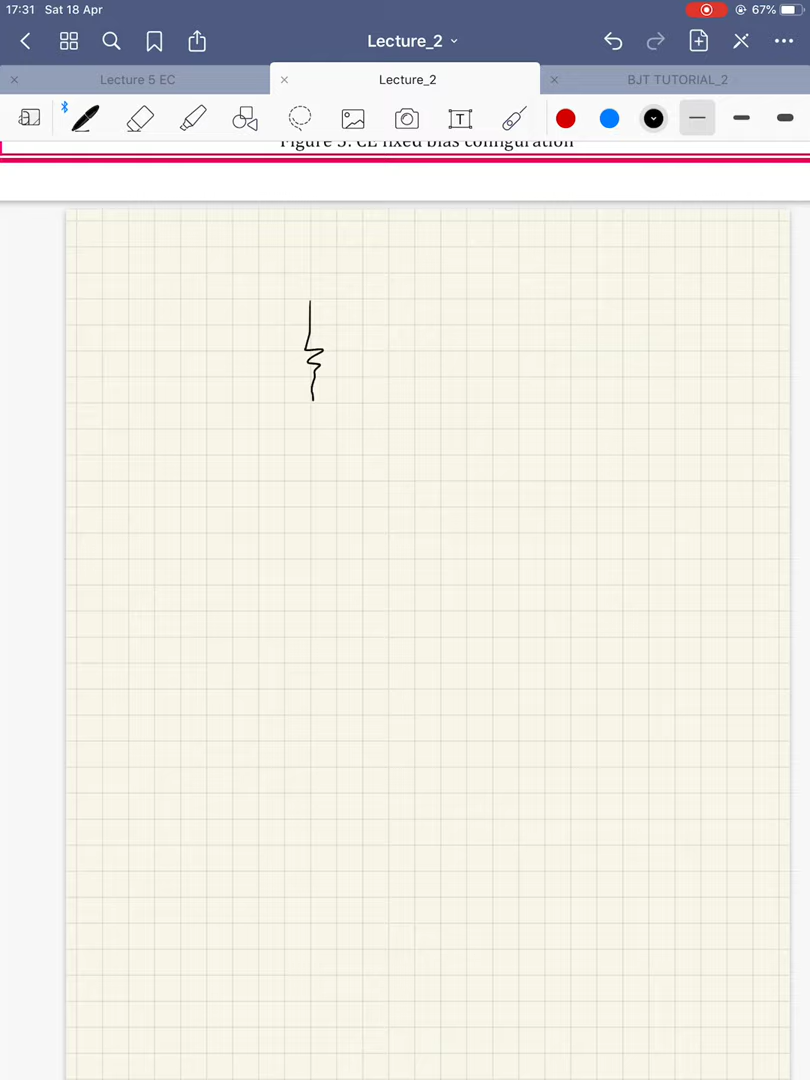 17:31 Sat 18 Apr 67%
Lecture_2
Lecture 5 EC Lecture_2 BJT TUTORIAL_2
T
Figure 5: CE fixed bias configuration